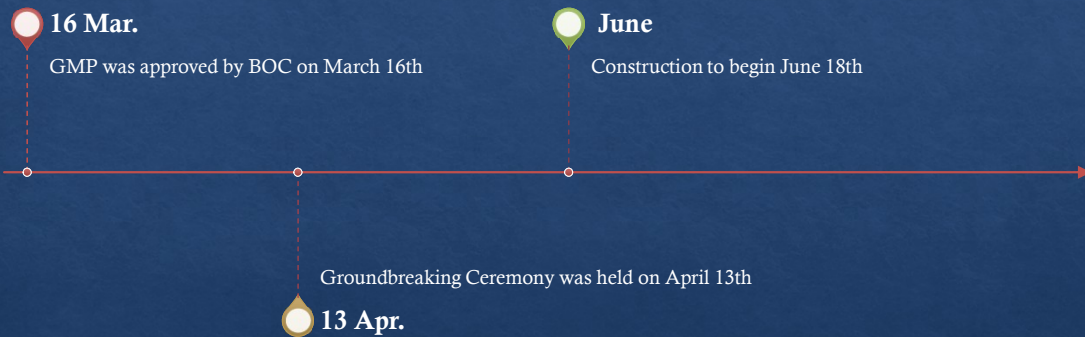 16 Mar.
GMP was approved by BOC on March 16th
June
Construction to begin June 18th
Groundbreaking Ceremony was held on April 13th
13 Apr.